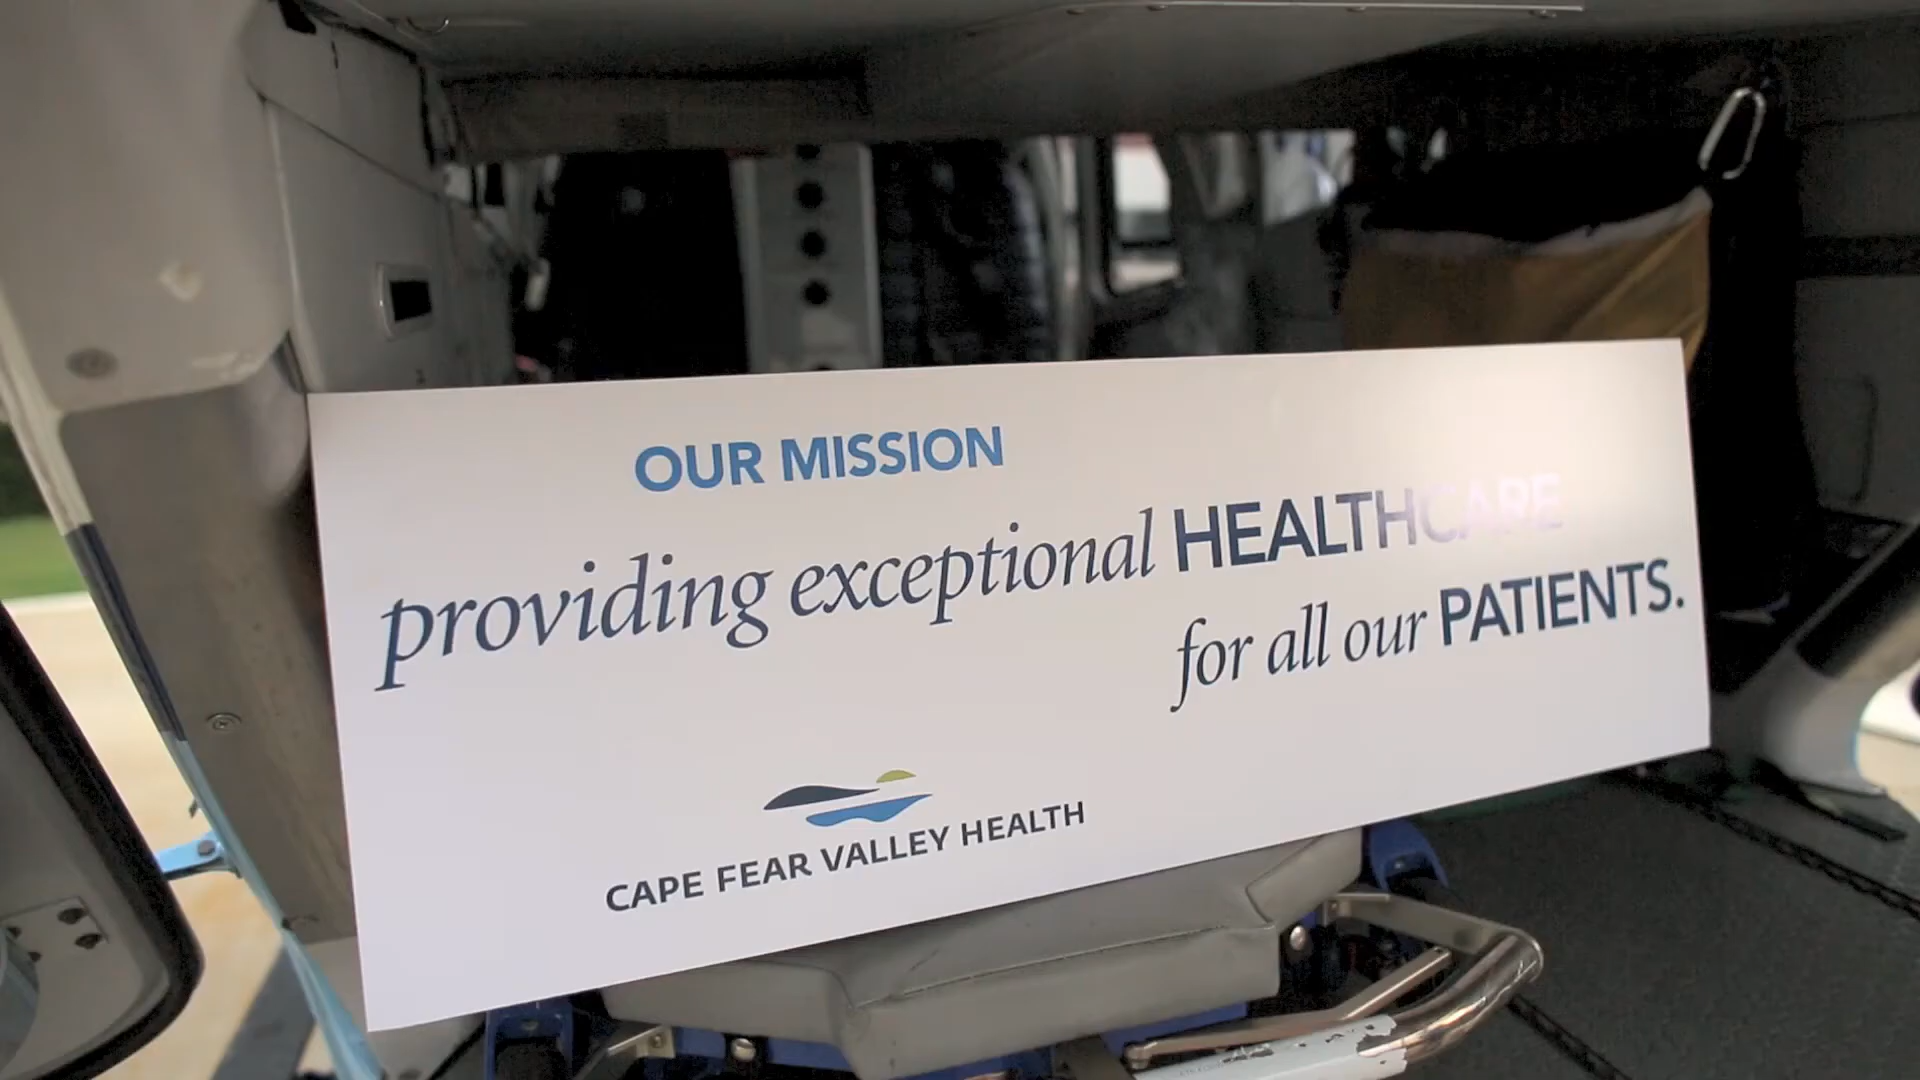 OUR MISSION
providing exceptional HEALTHCARE
for all our PATIENTS.
CAPE FEAR VALLEY HEALTH